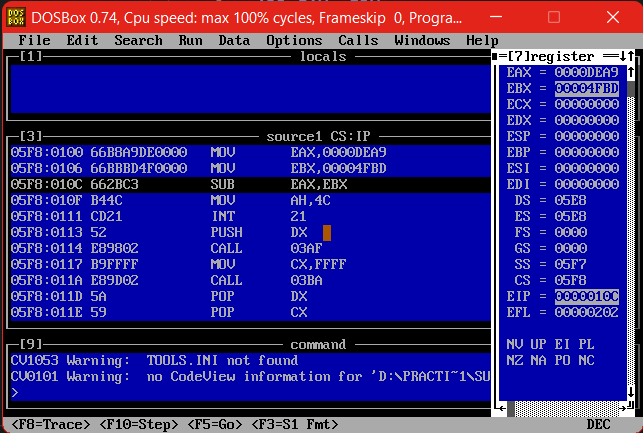 DOSBox 0.74, Cpu speed: max 100% cycles, Frameskip 0, Progra...
File Edit Search Run Data Options Calls Windows Help
[1] locals
[3] source1 CS:IP
05F8:0100 66B8A9DE0000 MOV EAX,0000DEA9
05F8:0106 66BBBD4F0000 MOV EBX,00004FBD
05F8:010C 662BC3 SUB EAX,EBX
05F8:010F B44C MOV AH,4C
05F8:0111 CD21 INT 21
05F8:0113 52 PUSH DX
05F8:0114 E89802 CALL 03AF
05F8:0117 B9FFFF MOV CX,FFFF
05F8:011A E89D02 CALL 03BA
05F8:011D 5A POP DX
05F8:011E 59 POP CX
[9] command
CV1053 Warning: TOOLS.INI not found
CV0101 Warning: no CodeView information for 'D:\PRACTI~1\SU
>
[7]register
EAX = 0000DEA9
EBX = 00004FBD
ECX = 00000000
EDX = 00000000
ESP = 00000000
EBP = 00000000
ESI = 00000000
EDI = 00000000
DS = 05E8
ES = 05E8
FS = 0000
GS = 0000
SS = 05F7
CS = 05F8
EIP = 0000010C
EFL = 00000202
NV UP EI PL
NZ NA PO NC
<F8=Trace> <F10=Step> <F5=Go> <F3=S1 Fmt> DEC